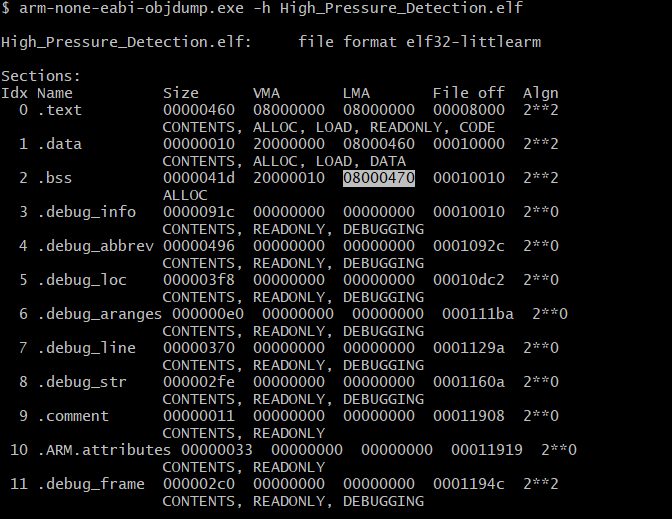 $ arm-none-eabi-objdump.exe -h High_Pressure_Detection.elf
High_Pressure_Detection.elf:     file format elf32-littlearm
Sections:
Idx Name          Size      VMA       LMA       File off  Algn
  0 .text         00000460  08000000  08000000  00008000  2**2
                  CONTENTS, ALLOC, LOAD, READONLY, CODE
  1 .data         00000010  20000000  08000460  00010000  2**2
                  CONTENTS, ALLOC, LOAD, DATA
  2 .bss          0000041d  20000010  08000470  00010010  2**2
                  ALLOC
  3 .debug_info   0000091c  00000000  00000000  00010010  2**0
                  CONTENTS, READONLY, DEBUGGING
  4 .debug_abbrev 00000496  00000000  00000000  0001092c  2**0
                  CONTENTS, READONLY, DEBUGGING
  5 .debug_loc    000003f8  00000000  00000000  00010dc2  2**0
                  CONTENTS, READONLY, DEBUGGING
  6 .debug_aranges 000000e0  00000000  00000000  000111ba  2**0
                  CONTENTS, READONLY, DEBUGGING
  7 .debug_line   00000370  00000000  00000000  0001129a  2**0
                  CONTENTS, READONLY, DEBUGGING
  8 .debug_str    000002fe  00000000  00000000  0001160a  2**0
                  CONTENTS, READONLY, DEBUGGING
  9 .comment      00000011  00000000  00000000  00011908  2**0
                  CONTENTS, READONLY
 10 .ARM.attributes 00000033  00000000  00000000  00011919  2**0
                  CONTENTS, READONLY
 11 .debug_frame  000002c0  00000000  00000000  0001194c  2**2
                  CONTENTS, READONLY, DEBUGGING